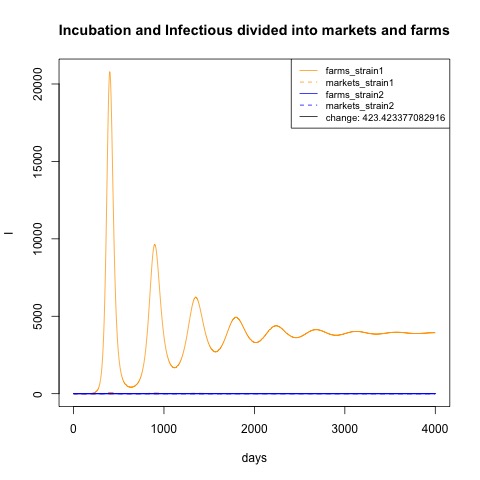 Incubation and Infectious divided into markets and farms
farms_strain1
markets_strain1
farms_strain2
markets_strain2
change: 423.423377082916
20000
15000
10000
5000
0
I
0 1000 2000 3000 4000
days